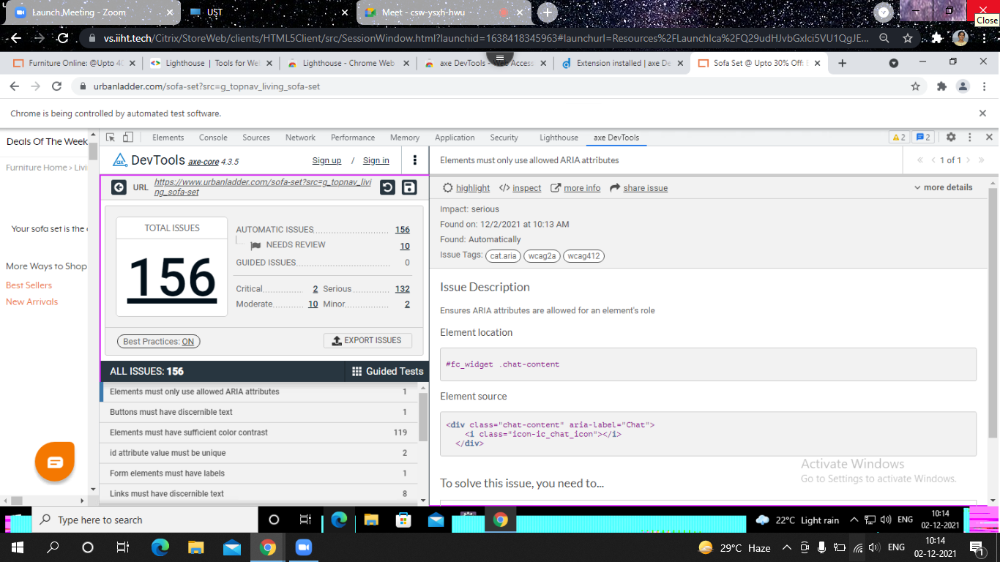 Launch Meeting - Zoom
UST
Meet - csw-ysxh-hwu
Close
vs.iiht.tech/Citrix/StoreWeb/clients/HTML5Client/src/SessionWindow.html?launchid=1638418345963#launchurl=Resources%2FLaunchIca%2FQ29udHJvbGxlci5VU1QgJE...
Furniture Online: @Upto 40
Lighthouse | Tools for Web
Lighthouse - Chrome Web
axe DevTools - Web Access
Extension installed | axe De
Sofa Set @ Upto 30% Off:
urbanladder.com/sofa-set?src=g_topnav_living_sofa-set
Chrome is being controlled by automated test software.
Deals Of The Week
Furniture Home › Livi
Your sofa set is the
More Ways to Shop
Best Sellers
New Arrivals
Elements Console Sources Network Performance Memory Application Security Lighthouse axe DevTools 2 2
DevTools axe-core 4.3.5 Sign up / Sign in
URL https://www.urbanladder.com/sofa-set?src=g_topnav_livi
ng_sofa-set
TOTAL ISSUES
156
AUTOMATIC ISSUES 156
NEEDS REVIEW 10
GUIDED ISSUES 0
Critical 2 Serious 132
Moderate 10 Minor 2
Best Practices: ON
EXPORT ISSUES
ALL ISSUES: 156
Guided Tests
Elements must only use allowed ARIA attributes 1
Buttons must have discernible text 1
Elements must have sufficient color contrast 119
id attribute value must be unique 2
Form elements must have labels 1
Links must have discernible text 8
Elements must only use allowed ARIA attributes
1 of 1
highlight </> inspect more info share issue more details
Impact: serious
Found on: 12/2/2021 at 10:13 AM
Found: Automatically
Issue Tags: cat.aria wcag2a wcag412
Issue Description
Ensures ARIA attributes are allowed for an element's role
Element location
#fc_widget .chat-content
Element source
<div class="chat-content" aria-label="Chat">
<i class="icon-ic_chat_icon"></i>
</div>
To solve this issue, you need to...
Activate Windows
Go to Settings to activate Windows.
Type here to search
22°C Light rain
ENG
10:14
02-12-2021
29°C Haze
ENG
10:14
02-12-2021
1